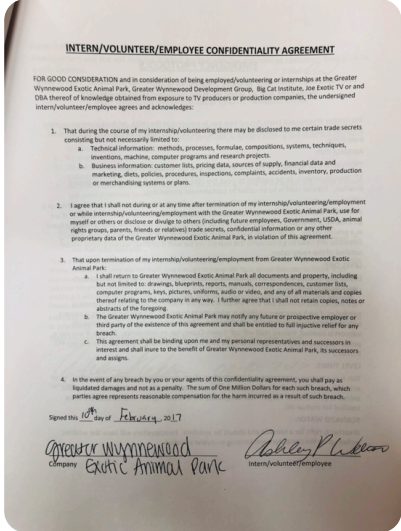 INTERN/VOLUNTEER/EMPLOYEE CONFIDENTIALITY AGREEMENT
FOR GOOD CONSIDERATION and in consideration of being employed/volunteering or internships at the Greater
Wynnewood Exotic Animal Park, Greater Wynnewood Development Group, Big Cat Institute, Joe Exotic TV or and
DBA thereof of knowledge obtained from exposure to TV producers or production companies, the undersigned
intern/volunteer/employee agrees and acknowledges:
1. That during the course of my internship/volunteering there may be disclosed to me certain trade secrets
consisting but not necessarily limited to:
a. Technical information: methods, processes, formulae, compositions, systems, techniques,
inventions, machine, computer programs and research projects.
b. Business information: customer lists, pricing data, sources of supply, financial data and
marketing, diets, policies, procedures, inspections, complaints, accidents, inventory, production
or merchandising systems or plans.
2. I agree that I shall not during or at any time after termination of my internship/volunteering/employment
or while internship/volunteering/employment with the Greater Wynnewood Exotic Animal Park, use for
myself or others or disclose or divulge to others (including future employees, Government, USDA, animal
rights groups, parents, friends or relatives) trade secrets, confidential information or any other
proprietary data of the Greater Wynnewood Exotic Animal Park, in violation of this agreement.
3. That upon termination of my internship/volunteering/employment from Greater Wynnewood Exotic
Animal Park:
a. I shall return to Greater Wynnewood Exotic Animal Park all documents and property, including
but not limited to: drawings, blueprints, reports, manuals, correspondences, customer lists,
computer programs, keys, pictures, uniforms, audio or video, and any of all materials and copies
thereof relating to the company in any way. I further agree that I shall not retain copies, notes or
abstracts of the foregoing.
b. The Greater Wynnewood Exotic Animal Park may notify any future or prospective employer or
third party of the existence of this agreement and shall be entitled to full injuctive relief for any
breach.
c. This agreement shall be binding upon me and my personal representatives and successors in
interest and shall inure to the benefit of Greater Wynnewood Exotic Animal Park, its successors
and assigns.
4. In the event of any breach by you or your agents of this confidentiality agreement, you shall pay as
liquidated damages and not as a penalty. The sum of One Million Dollars for each such breach, which
parties agree represents reasonable compensation for the harm incurred as a result of such breach.
Signed this 10th day of February, 2017
Greater Wynnewood
Exotic Animal Park
Ashley P
Company
Intern/volunteer/employee